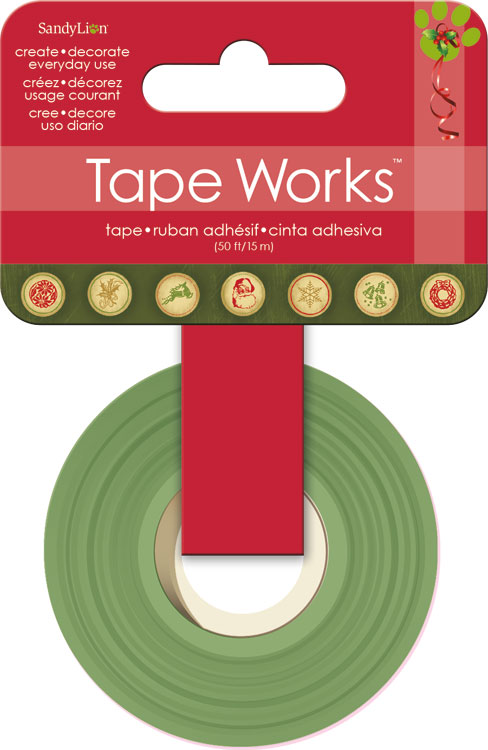 SandyLion
create•decorate
everyday use
créez•décorez
usage courant
cree•decore
uso diario
Tape Works™
tape•ruban adhésif•cinta adhesiva
(50 ft/15 m)